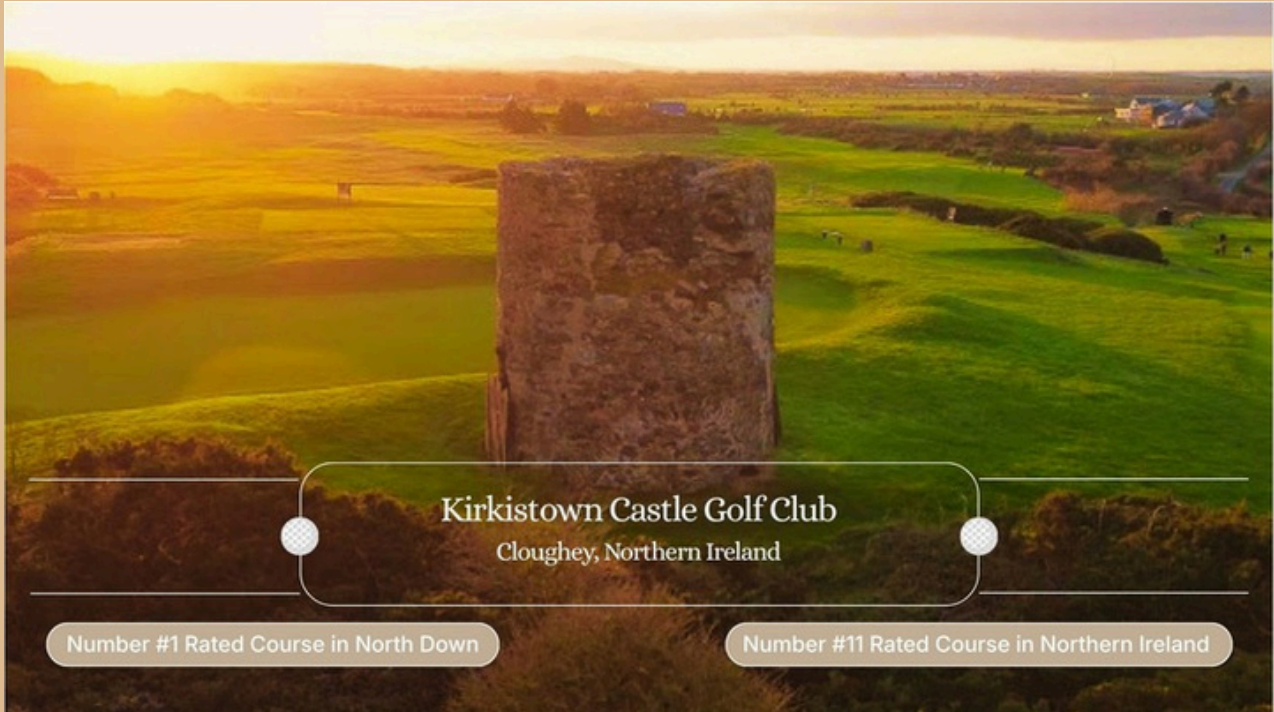 Kirkistown Castle Golf Club
Cloughey, Northern Ireland
Number #1 Rated Course in North Down
Number #11 Rated Course in Northern Ireland